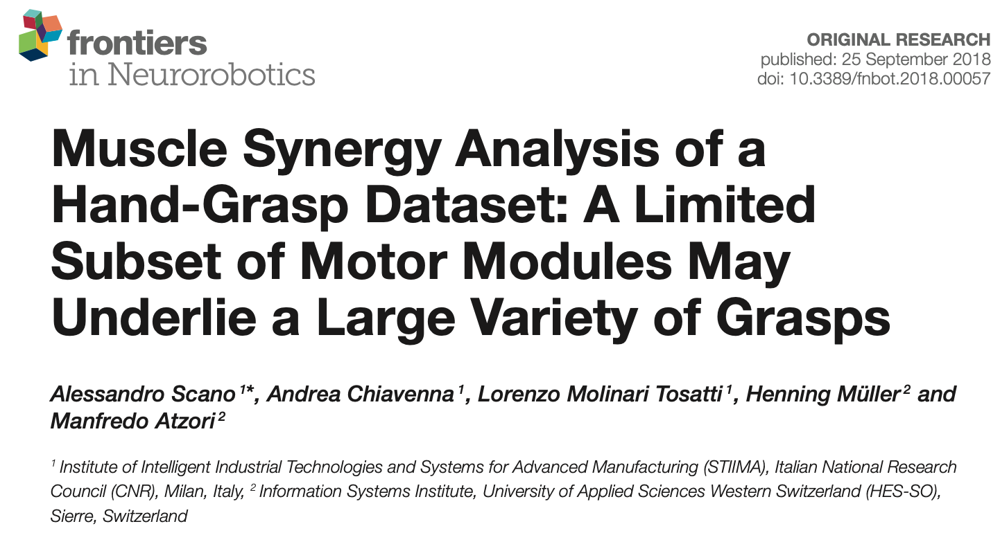 frontiers
in Neurorobotics
ORIGINAL RESEARCH
published: 25 September 2018
doi: 10.3389/fnbot.2018.00057
Muscle Synergy Analysis of a
Hand-Grasp Dataset: A Limited
Subset of Motor Modules May
Underlie a Large Variety of Grasps
Alessandro Scano 1*, Andrea Chiavenna 1, Lorenzo Molinari Tosatti 1, Henning Müller 2 and
Manfredo Atzori 2
1 Institute of Intelligent Industrial Technologies and Systems for Advanced Manufacturing (STIIMA), Italian National Research
Council (CNR), Milan, Italy, 2 Information Systems Institute, University of Applied Sciences Western Switzerland (HES-SO),
Sierre, Switzerland